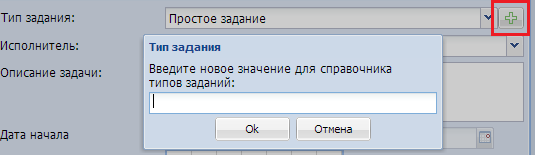 Тип задания:
Простое задание
Исполнитель:
Тип задания
Введите новое значение для справочника
типов заданий:
Описание задачи:
Ok
Отмена
Дата начала